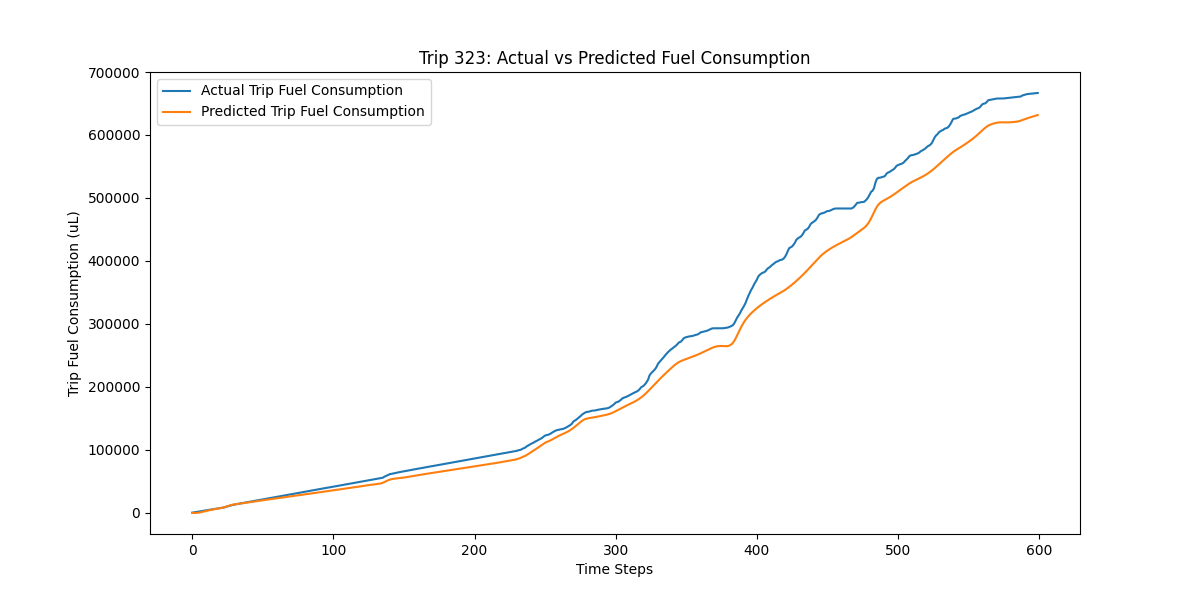 Trip 323: Actual vs Predicted Fuel Consumption
Actual Trip Fuel Consumption
Predicted Trip Fuel Consumption
Trip Fuel Consumption (uL)
700000
600000
500000
400000
300000
200000
100000
0
0 100 200 300 400 500 600
Time Steps